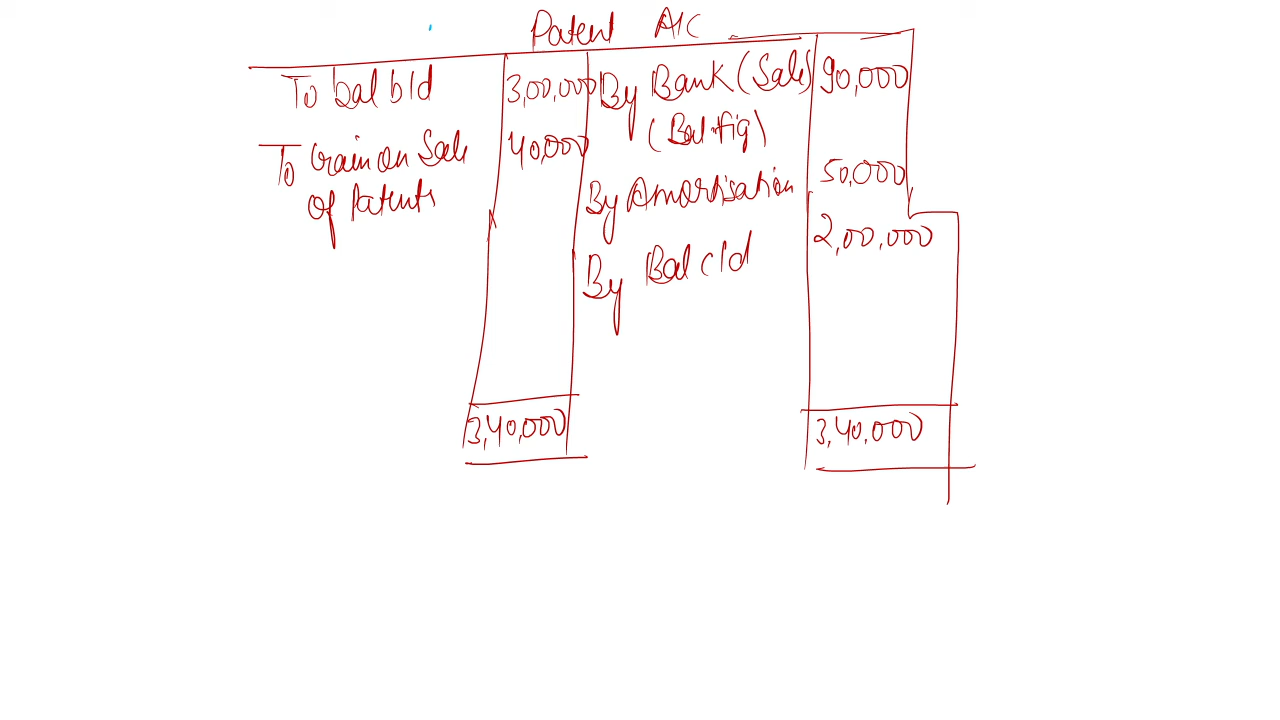 Patent A/C
To bal b/d 3,00,000 By Bank (Sale) 90,000
(Bal fig)
To Gain on Sale 40,000
of Patents
By Amortisation 50,000
By Bal c/d 2,00,000
3,40,000 3,40,000